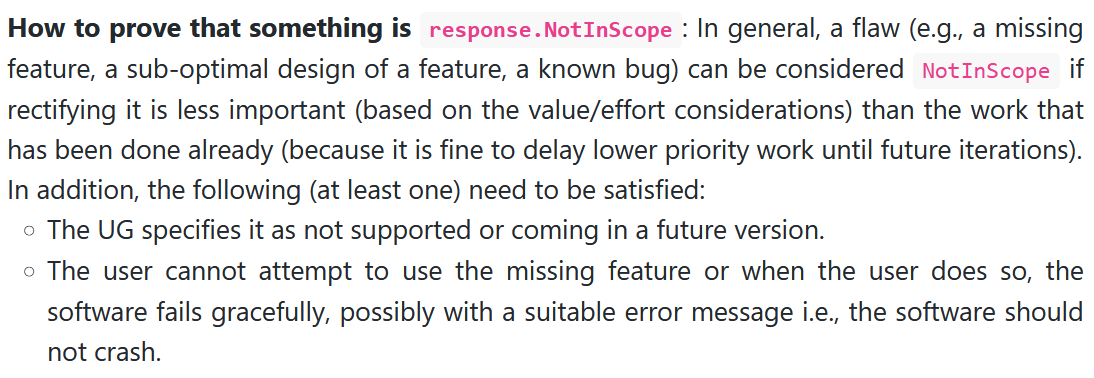 How to prove that something is response.NotInScope: In general, a flaw (e.g., a missing
feature, a sub-optimal design of a feature, a known bug) can be considered NotInScope if
rectifying it is less important (based on the value/effort considerations) than the work that
has been done already (because it is fine to delay lower priority work until future iterations).
In addition, the following (at least one) need to be satisfied:
○ The UG specifies it as not supported or coming in a future version.
○ The user cannot attempt to use the missing feature or when the user does so, the
software fails gracefully, possibly with a suitable error message i.e., the software should
not crash.